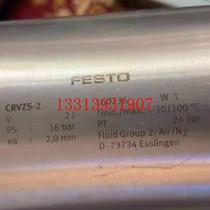 FESTO
CRVZS-2 W 1
13313931907
V : 2 l Tmin /max.: 10/100 °C
PS : 16 bar PT : 24 bar
ea : 2,0 mm Fluid Group 2: Air/N2
D-73734 Esslingen